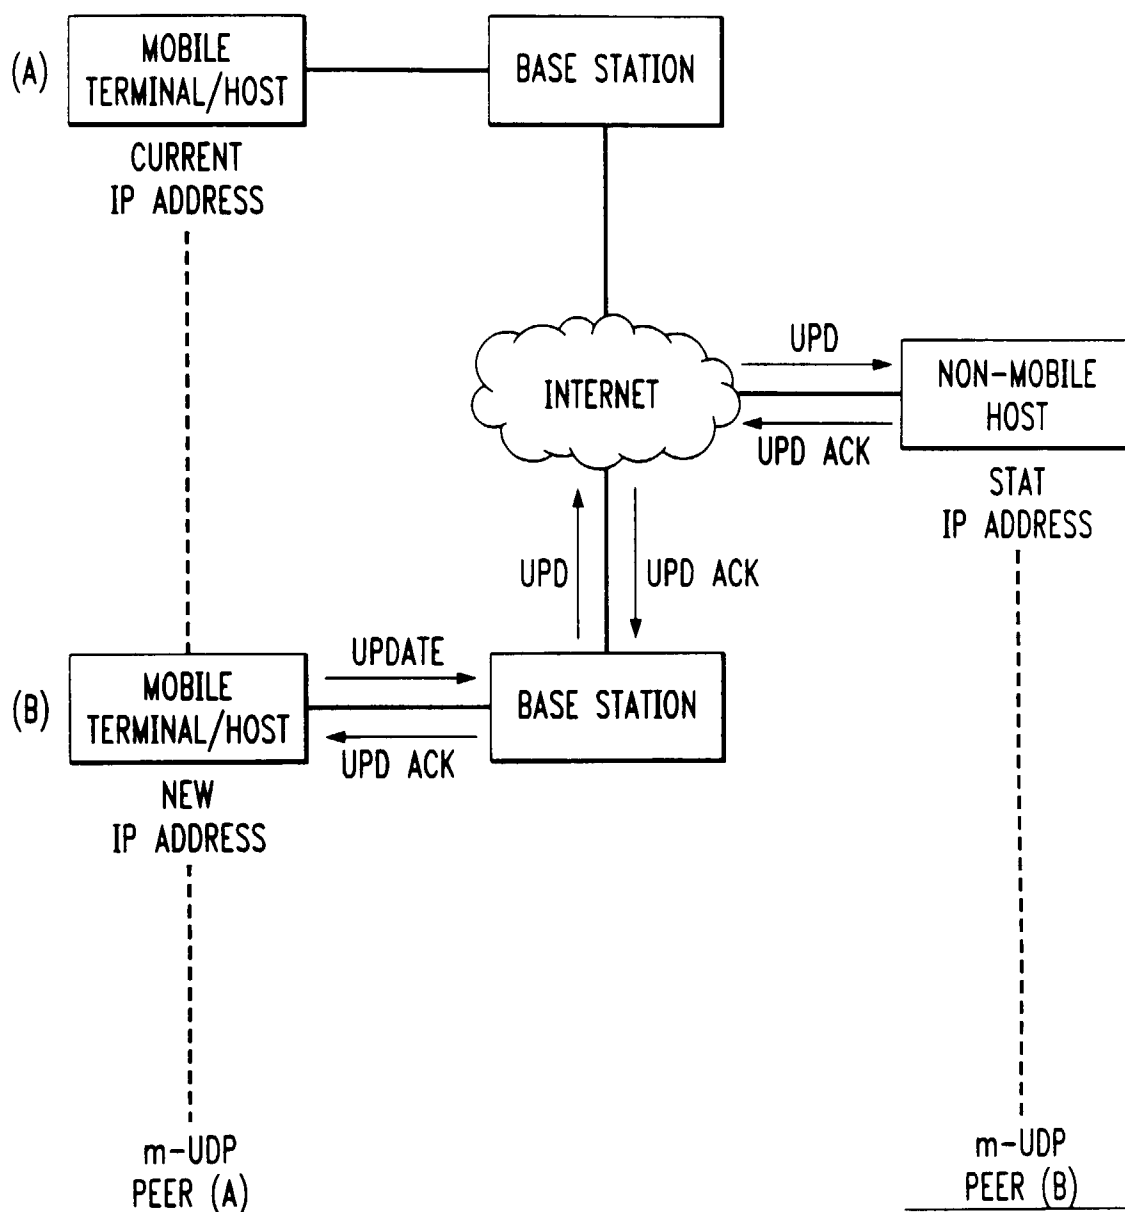 (A)
MOBILE
TERMINAL/HOST
BASE STATION
CURRENT
IP ADDRESS
INTERNET
UPD
UPD ACK
NON-MOBILE
HOST
STAT
IP ADDRESS
UPD
UPD ACK
(B)
MOBILE
TERMINAL/HOST
UPDATE
UPD ACK
BASE STATION
NEW
IP ADDRESS
m-UDP
PEER (A)
m-UDP
PEER (B)